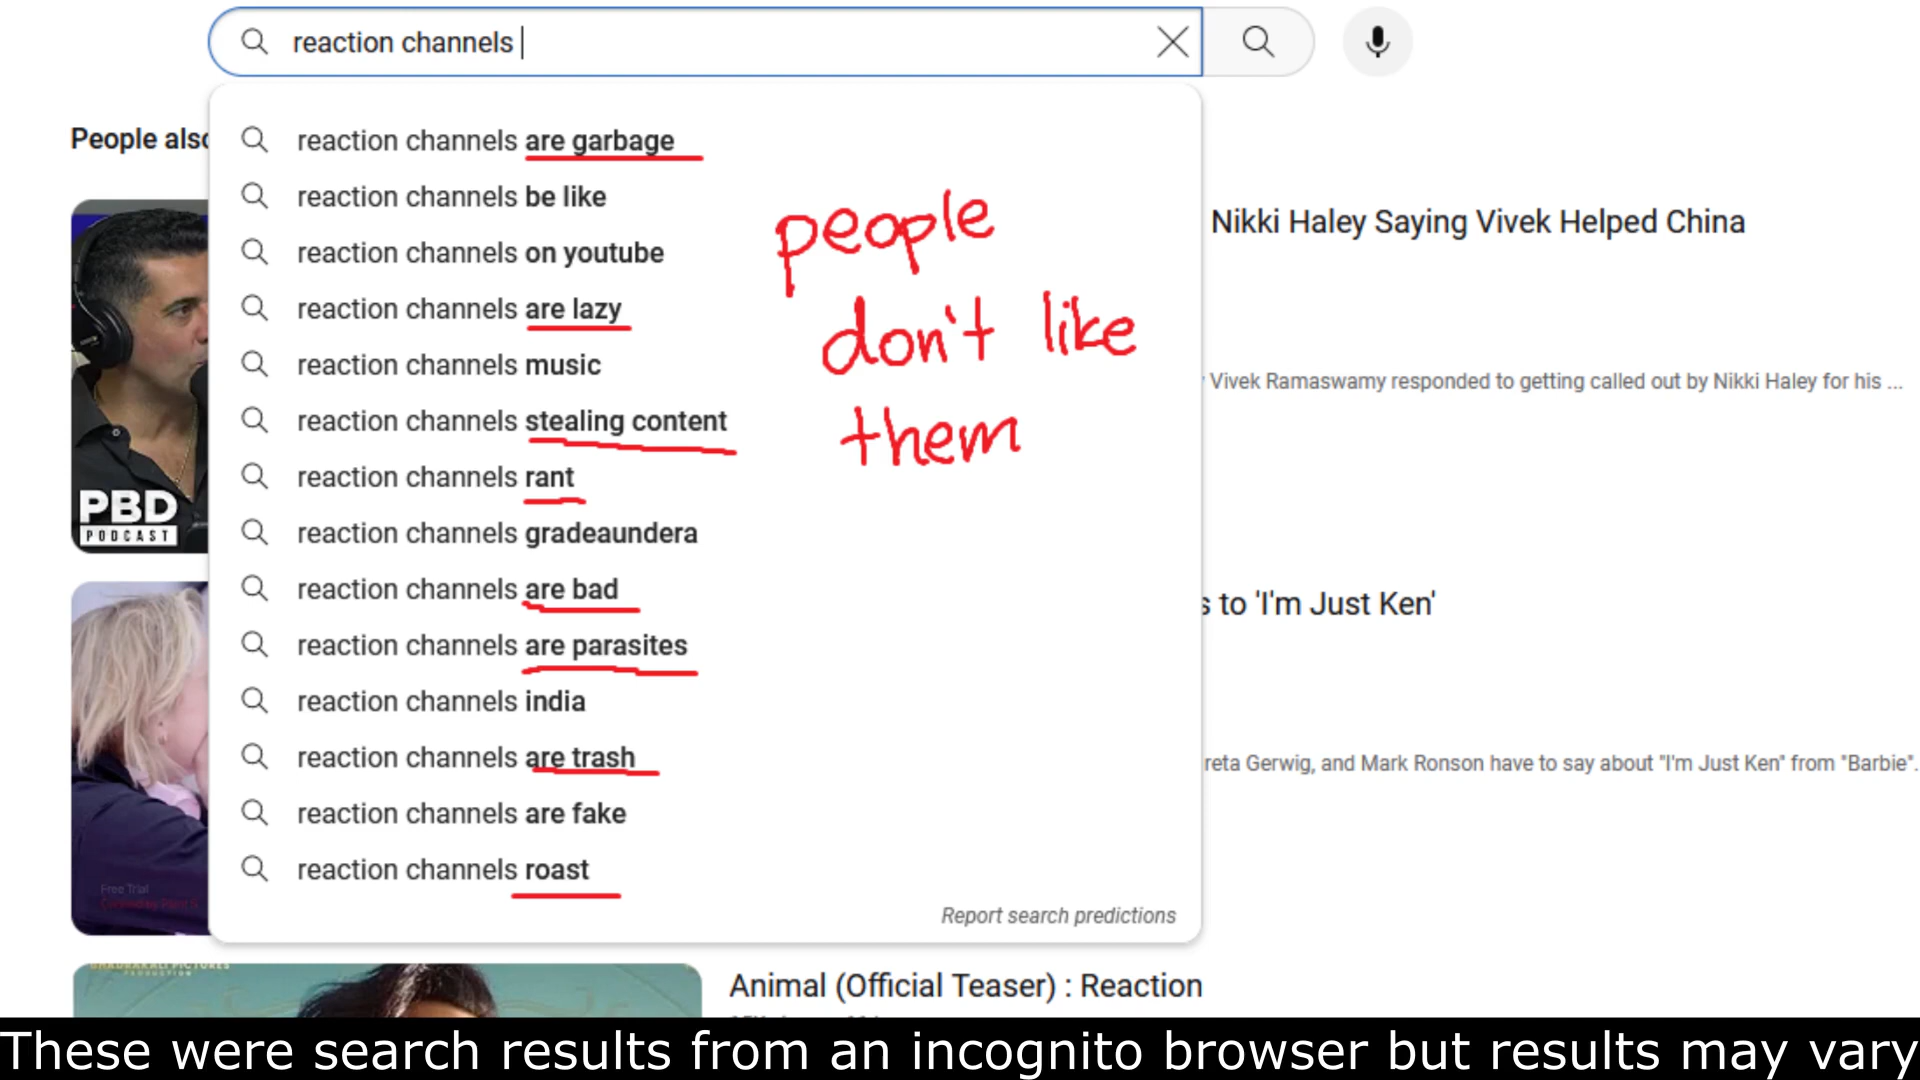 reaction channels
People also
reaction channels are garbage
reaction channels be like
reaction channels on youtube
reaction channels are lazy
reaction channels music
reaction channels stealing content
reaction channels rant
reaction channels gradeaundera
reaction channels are bad
reaction channels are parasites
reaction channels india
reaction channels are trash
reaction channels are fake
reaction channels roast
Report search predictions
people
don't like
them
PBD
PODCAST
Nikki Haley Saying Vivek Helped China
Vivek Ramaswamy responded to getting called out by Nikki Haley for his ...
s to 'I'm Just Ken'
reta Gerwig, and Mark Ronson have to say about "I'm Just Ken" from "Barbie".
Free Trial
BHADRAKALI PICTURES
PRODUCTION
Animal (Official Teaser) : Reaction
These were search results from an incognito browser but results may vary